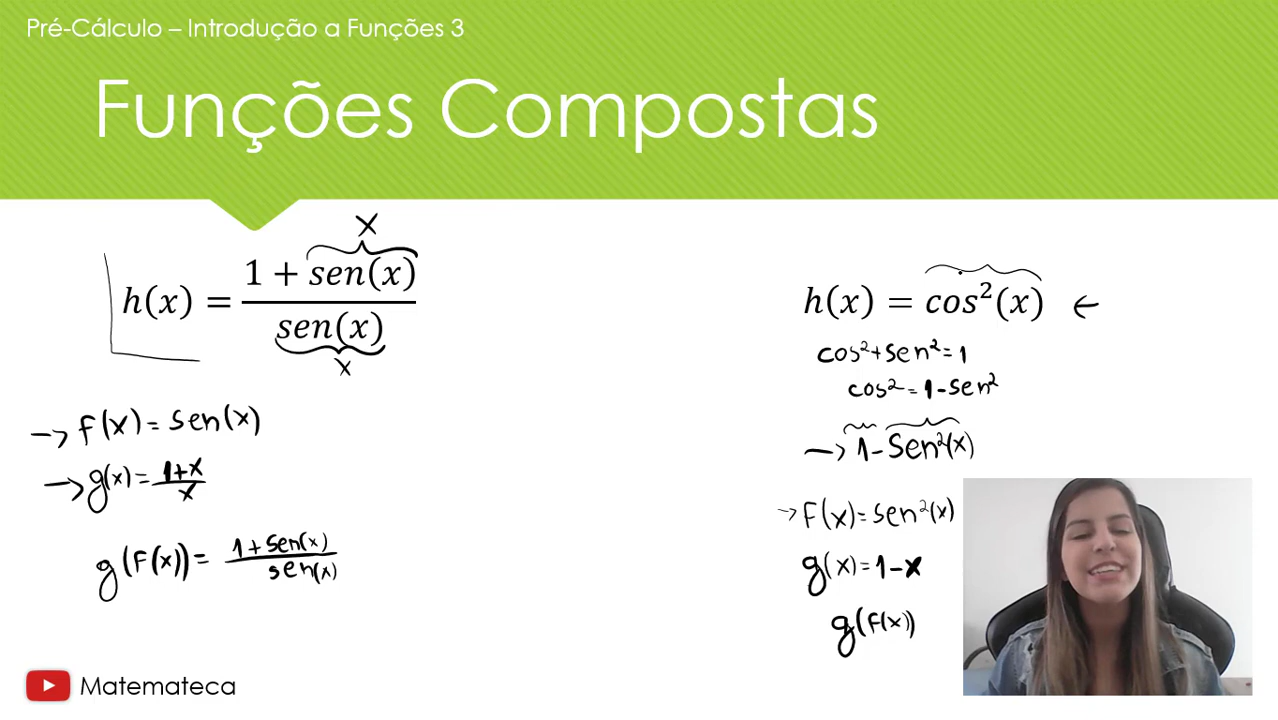 Pré-Cálculo – Introdução a Funções 3
Funções Compostas
x
h(x) = (1 + sen(x)) / sen(x)
x
→ f(x) = sen(x)
→ g(x) = (1+x) / x
g(f(x)) = (1 + sen(x)) / sen(x)
h(x) = cos²(x) ←
cos² + sen² = 1
cos² = 1 - sen²
→ 1 - sen²(x)
→ f(x) = sen²(x)
g(x) = 1 - x
g(f(x))
Matemateca